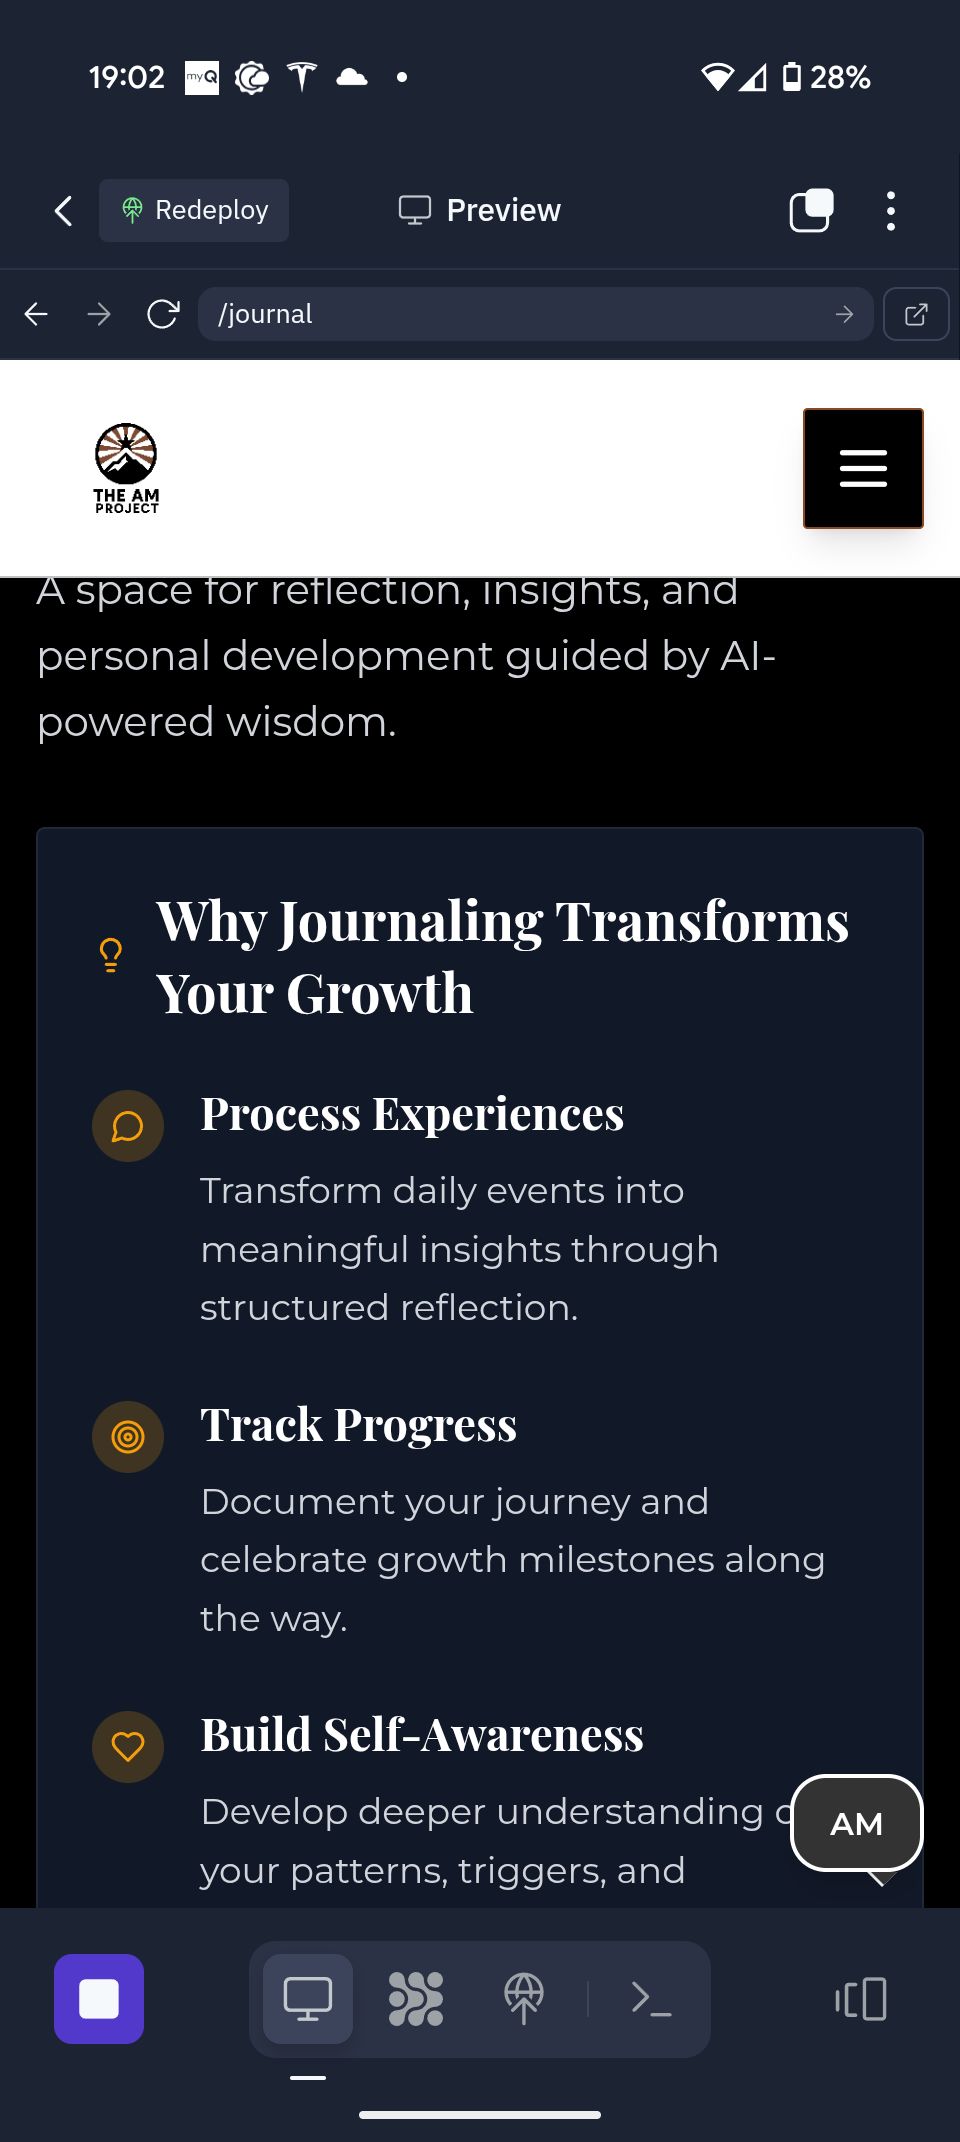 19:02
myQ
28%
Redeploy
Preview
/journal
THE AM
PROJECT
A space for reflection, insights, and
personal development guided by AI-
powered wisdom.
Why Journaling Transforms
Your Growth
Process Experiences
Transform daily events into
meaningful insights through
structured reflection.
Track Progress
Document your journey and
celebrate growth milestones along
the way.
Build Self-Awareness
Develop deeper understanding
AM
your patterns, triggers, and